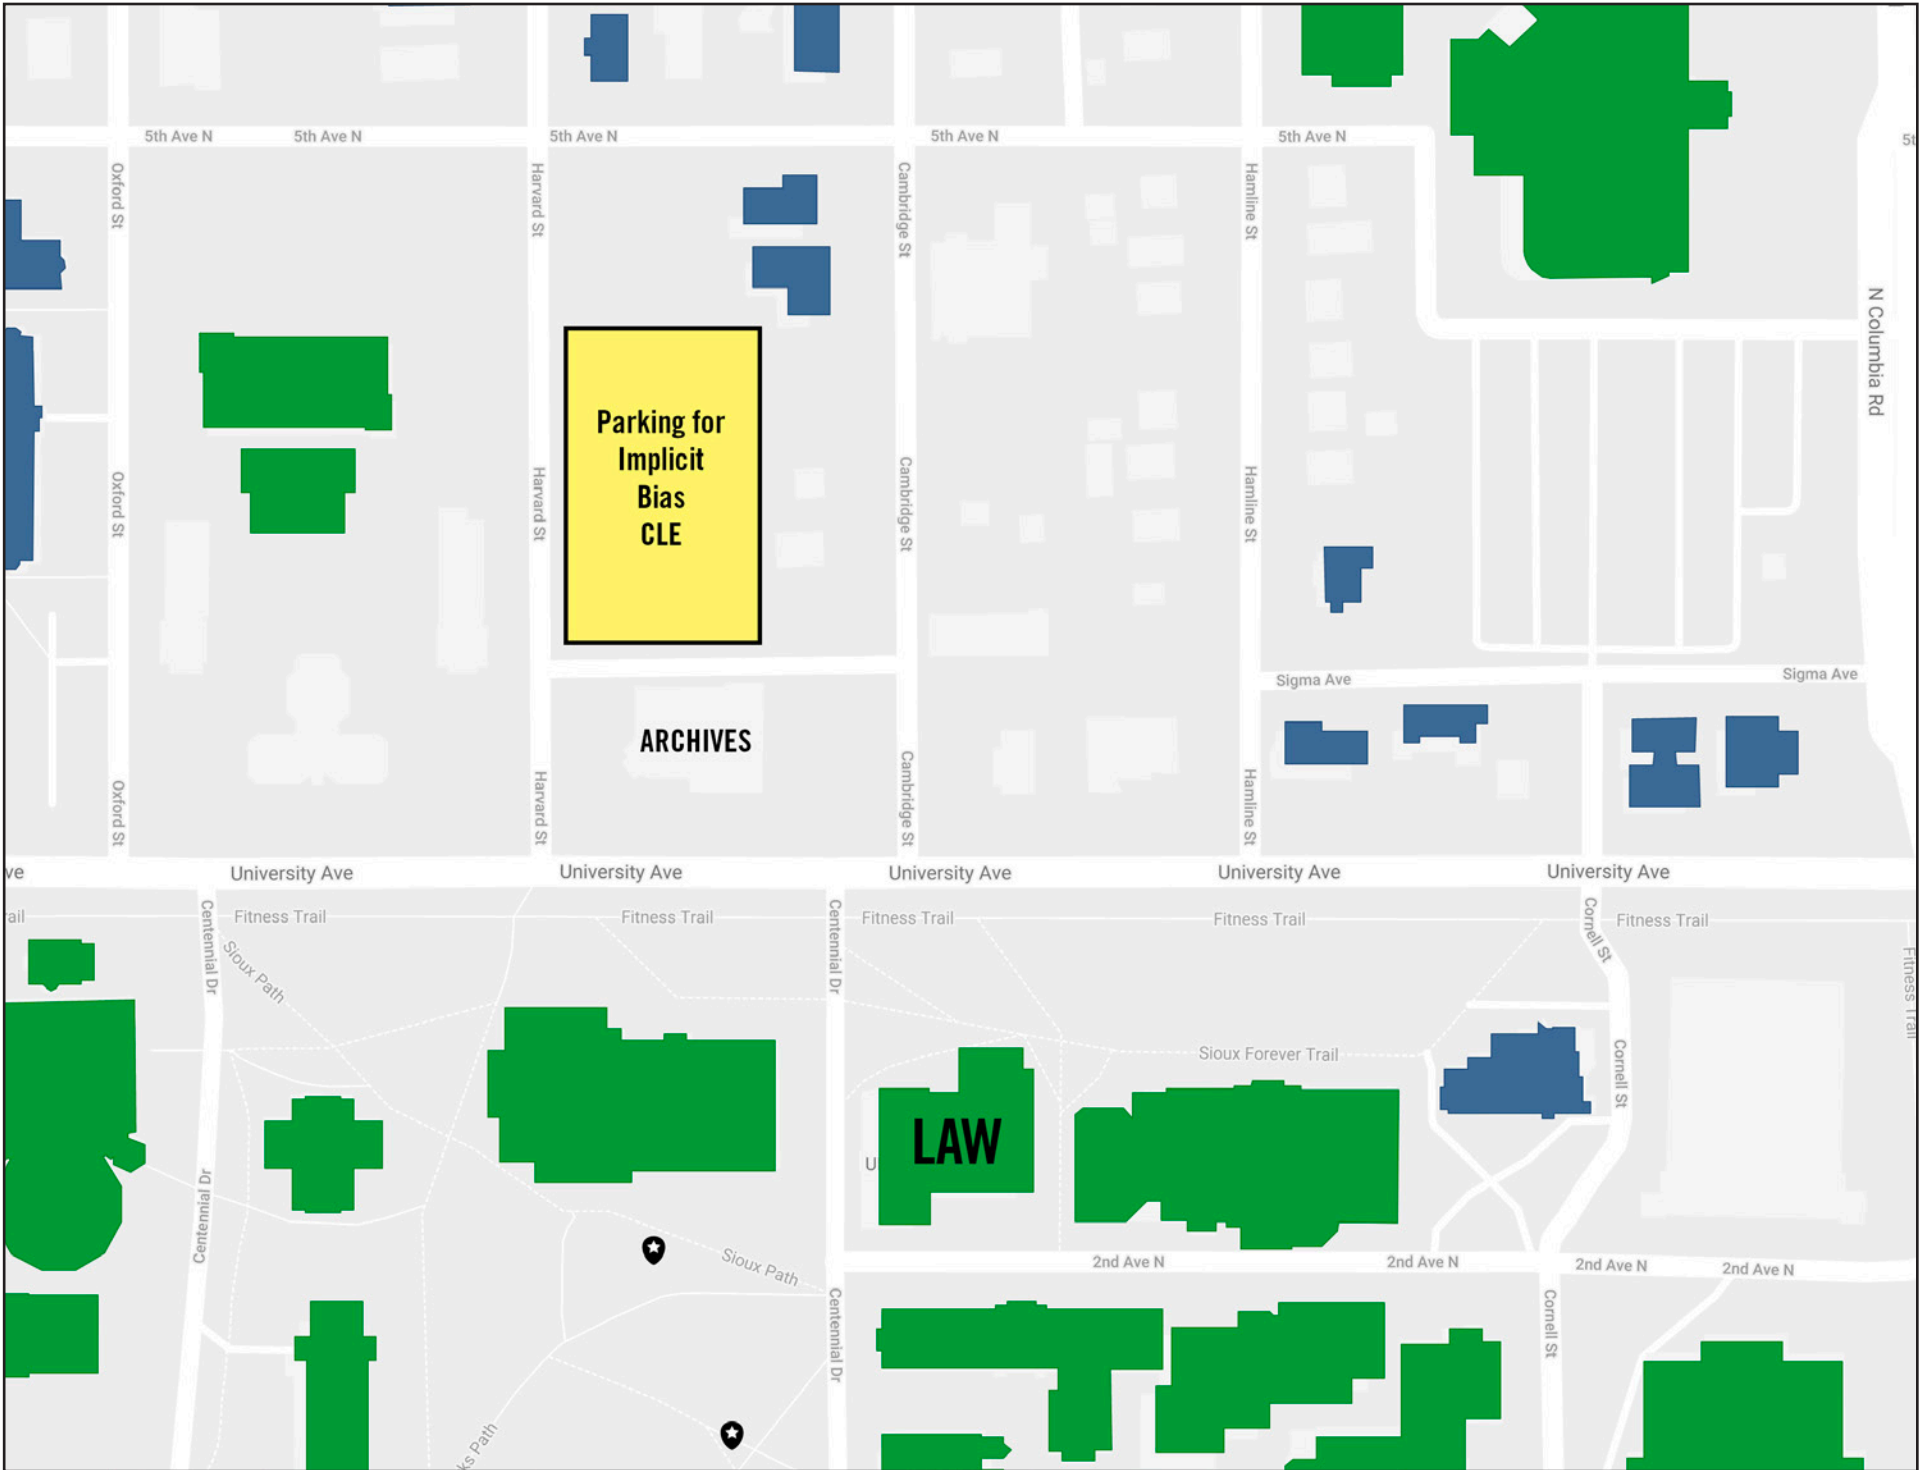 5th Ave N
5th Ave N
5th Ave N
5th Ave N
5th Ave N
5t
Oxford St
Harvard St
Cambridge St
Hamline St
N Columbia Rd
Parking for
Implicit
Bias
CLE
Oxford St
Harvard St
Cambridge St
Hamline St
Sigma Ave
Sigma Ave
ARCHIVES
Oxford St
Harvard St
Cambridge St
Hamline St
ve
University Ave
University Ave
University Ave
University Ave
University Ave
rail
Fitness Trail
Fitness Trail
Fitness Trail
Fitness Trail
Fitness Trail
Centennial Dr
Sioux Path
Centennial Dr
Cornell St
Fitness Trail
Sioux Forever Trail
Cornell St
LAW
U
Centennial Dr
Sioux Path
2nd Ave N
2nd Ave N
2nd Ave N
2nd Ave N
Centennial Dr
Cornell St
ks Path